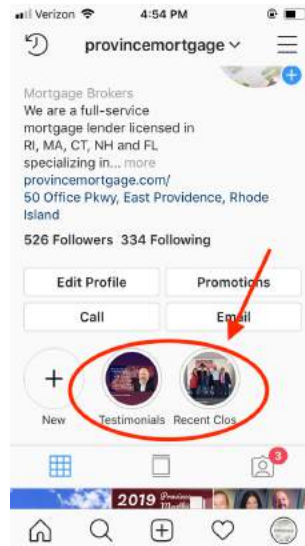 Verizon 4:54 PM
provincemortgage
Mortgage Brokers
We are a full-service
mortgage lender licensed in
RI, MA, CT, NH and FL
specializing in... more
provincemortgage.com/
50 Office Pkwy, East Providence, Rhode
Island
526 Followers 334 Following
Edit Profile Promotions
Call Email
New Testimonials Recent Clos
3
2019